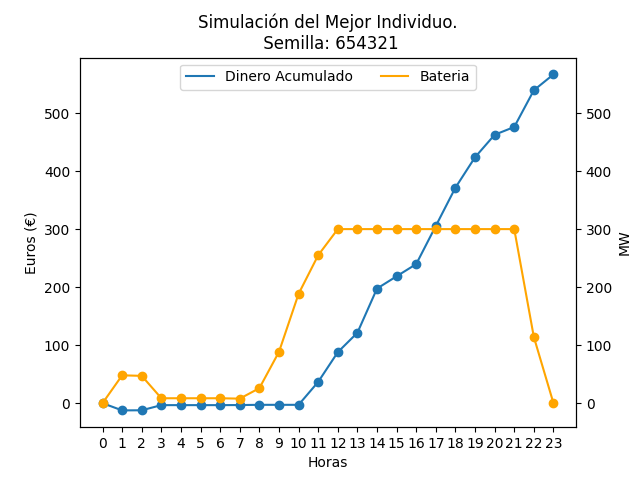 Simulación del Mejor Individuo.
Semilla: 654321
Dinero Acumulado Bateria
500 500
400 400
300 300
200 200
100 100
0 0
Euros (€)
MW
0 1 2 3 4 5 6 7 8 9 10 11 12 13 14 15 16 17 18 19 20 21 22 23
Horas